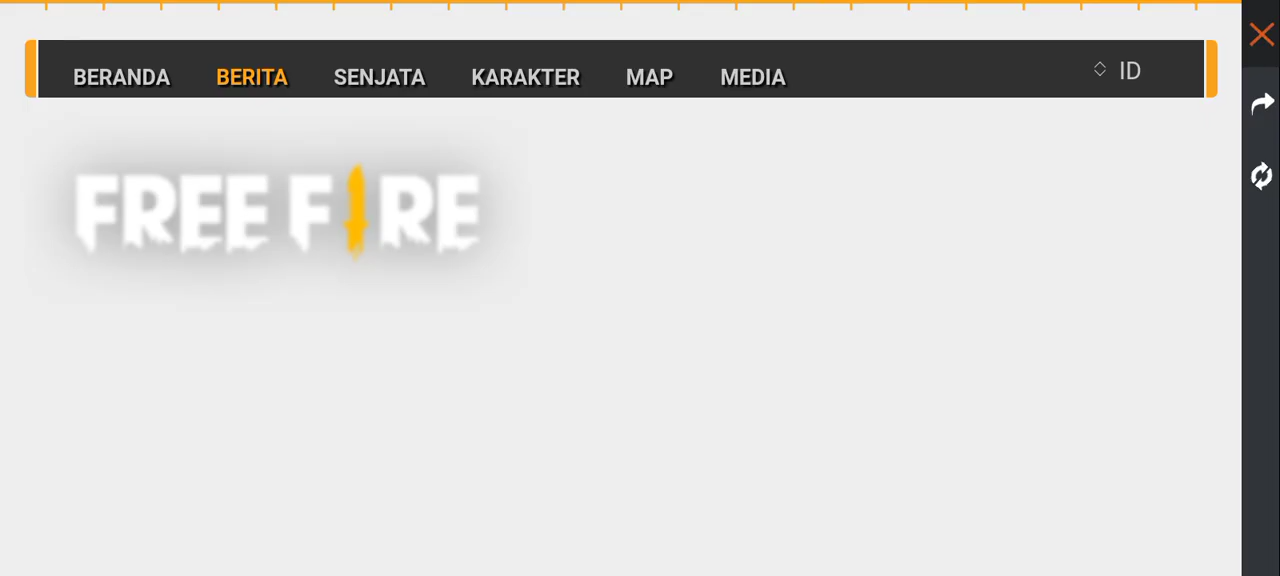 BERANDA BERITA SENJATA KARAKTER MAP MEDIA ID
FREE FIRE